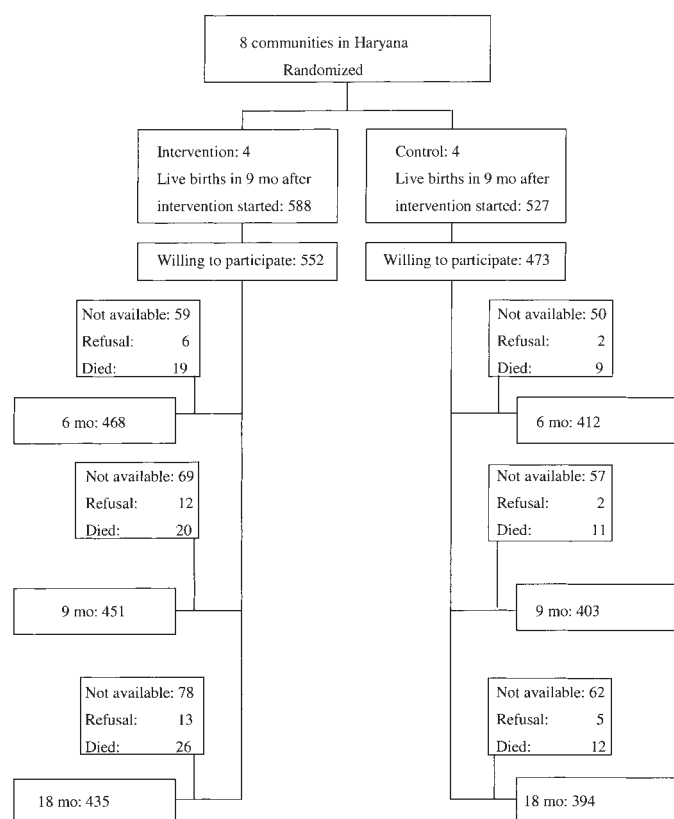 8 communities in Haryana
Randomized
Intervention: 4
Live births in 9 mo after
intervention started: 588
Control: 4
Live births in 9 mo after
intervention started: 527
Willing to participate: 552
Willing to participate: 473
Not available: 59
Refusal: 6
Died: 19
Not available: 50
Refusal: 2
Died: 9
6 mo: 468
6 mo: 412
Not available: 69
Refusal: 12
Died: 20
Not available: 57
Refusal: 2
Died: 11
9 mo: 451
9 mo: 403
Not available: 78
Refusal: 13
Died: 26
Not available: 62
Refusal: 5
Died: 12
18 mo: 435
18 mo: 394